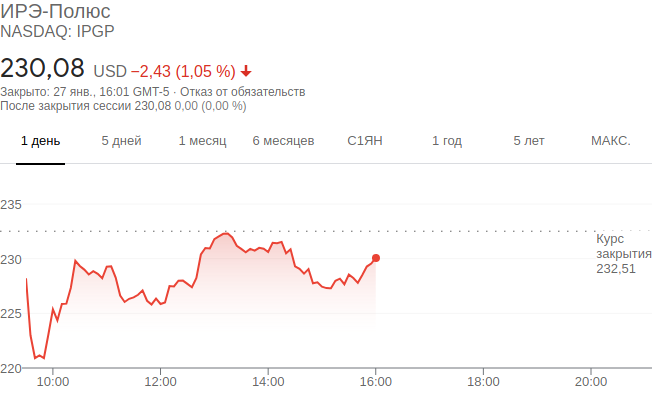 ИРЭ-Полюс
NASDAQ: IPGP
230,08 USD −2,43 (1,05 %)
Закрыто: 27 янв., 16:01 GMT-5 · Отказ от обязательств
После закрытия сессии 230,08 0,00 (0,00 %)
1 день 5 дней 1 месяц 6 месяцев С1ЯН 1 год 5 лет МАКС.
235
Курс
закрытия
232,51
230
225
220
10:00 12:00 14:00 16:00 18:00 20:00